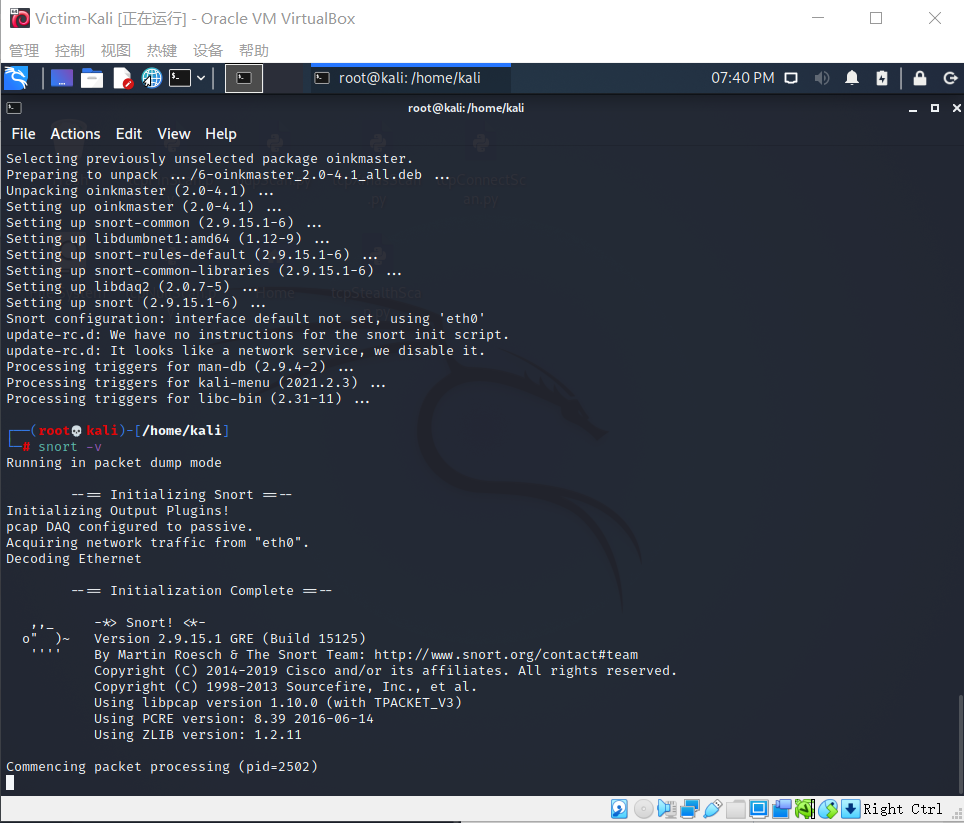 Victim-Kali [正在运行] - Oracle VM VirtualBox
管理 控制 视图 热键 设备 帮助
root@kali: /home/kali 07:40 PM
root@kali: /home/kali
File Actions Edit View Help
Selecting previously unselected package oinkmaster.
Preparing to unpack .../6-oinkmaster_2.0-4.1_all.deb ...
Unpacking oinkmaster (2.0-4.1) ...
Setting up oinkmaster (2.0-4.1) ...
Setting up snort-common (2.9.15.1-6) ...
Setting up libdumbnet1:amd64 (1.12-9) ...
Setting up snort-rules-default (2.9.15.1-6) ...
Setting up snort-common-libraries (2.9.15.1-6) ...
Setting up libdaq2 (2.0.7-5) ...
Setting up snort (2.9.15.1-6) ...
Snort configuration: interface default not set, using 'eth0'
update-rc.d: We have no instructions for the snort init script.
update-rc.d: It looks like a network service, we disable it.
Processing triggers for man-db (2.9.4-2) ...
Processing triggers for kali-menu (2021.2.3) ...
Processing triggers for libc-bin (2.31-11) ...
┌──(root💀kali)-[/home/kali]
└─# snort -v
Running in packet dump mode
--== Initializing Snort ==--
Initializing Output Plugins!
pcap DAQ configured to passive.
Acquiring network traffic from "eth0".
Decoding Ethernet
--== Initialization Complete ==--
,,_ -*> Snort! <*-
o" )~ Version 2.9.15.1 GRE (Build 15125)
'''' By Martin Roesch & The Snort Team: http://www.snort.org/contact#team
Copyright (C) 2014-2019 Cisco and/or its affiliates. All rights reserved.
Copyright (C) 1998-2013 Sourcefire, Inc., et al.
Using libpcap version 1.10.0 (with TPACKET_V3)
Using PCRE version: 8.39 2016-06-14
Using ZLIB version: 1.2.11
Commencing packet processing (pid=2502)
Right Ctrl